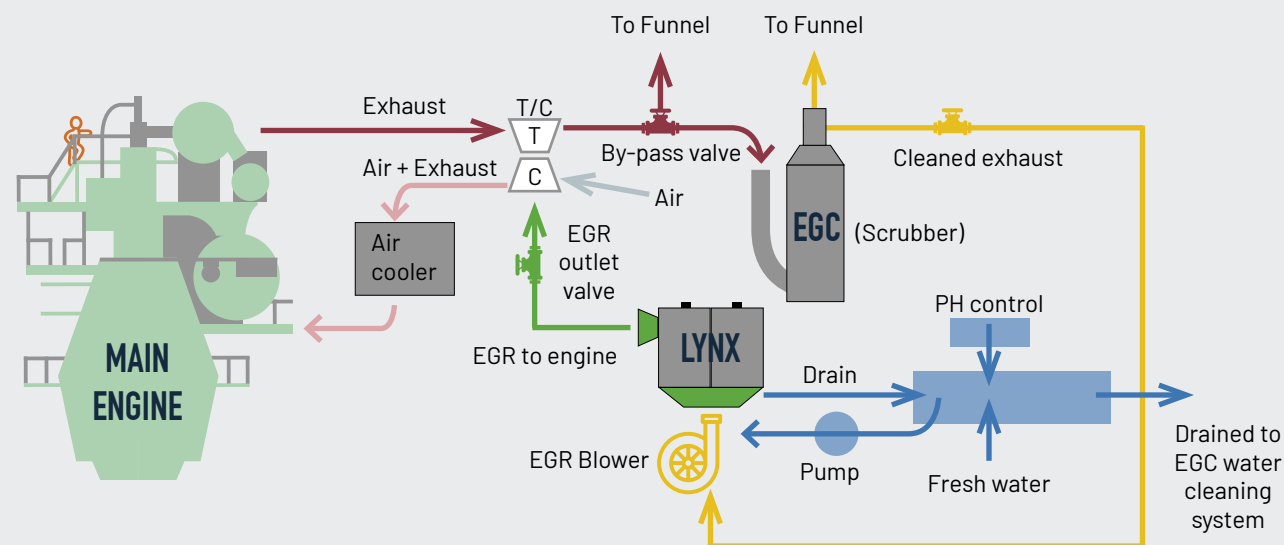 To Funnel
To Funnel
Exhaust
T/C
T
By-pass valve
Cleaned exhaust
Air + Exhaust
C
Air
EGC
(Scrubber)
Air
cooler
EGR
outlet
valve
PH control
MAIN
ENGINE
EGR to engine
LYNX
Drain
EGR Blower
Pump
Fresh water
Drained to
EGC water
cleaning
system